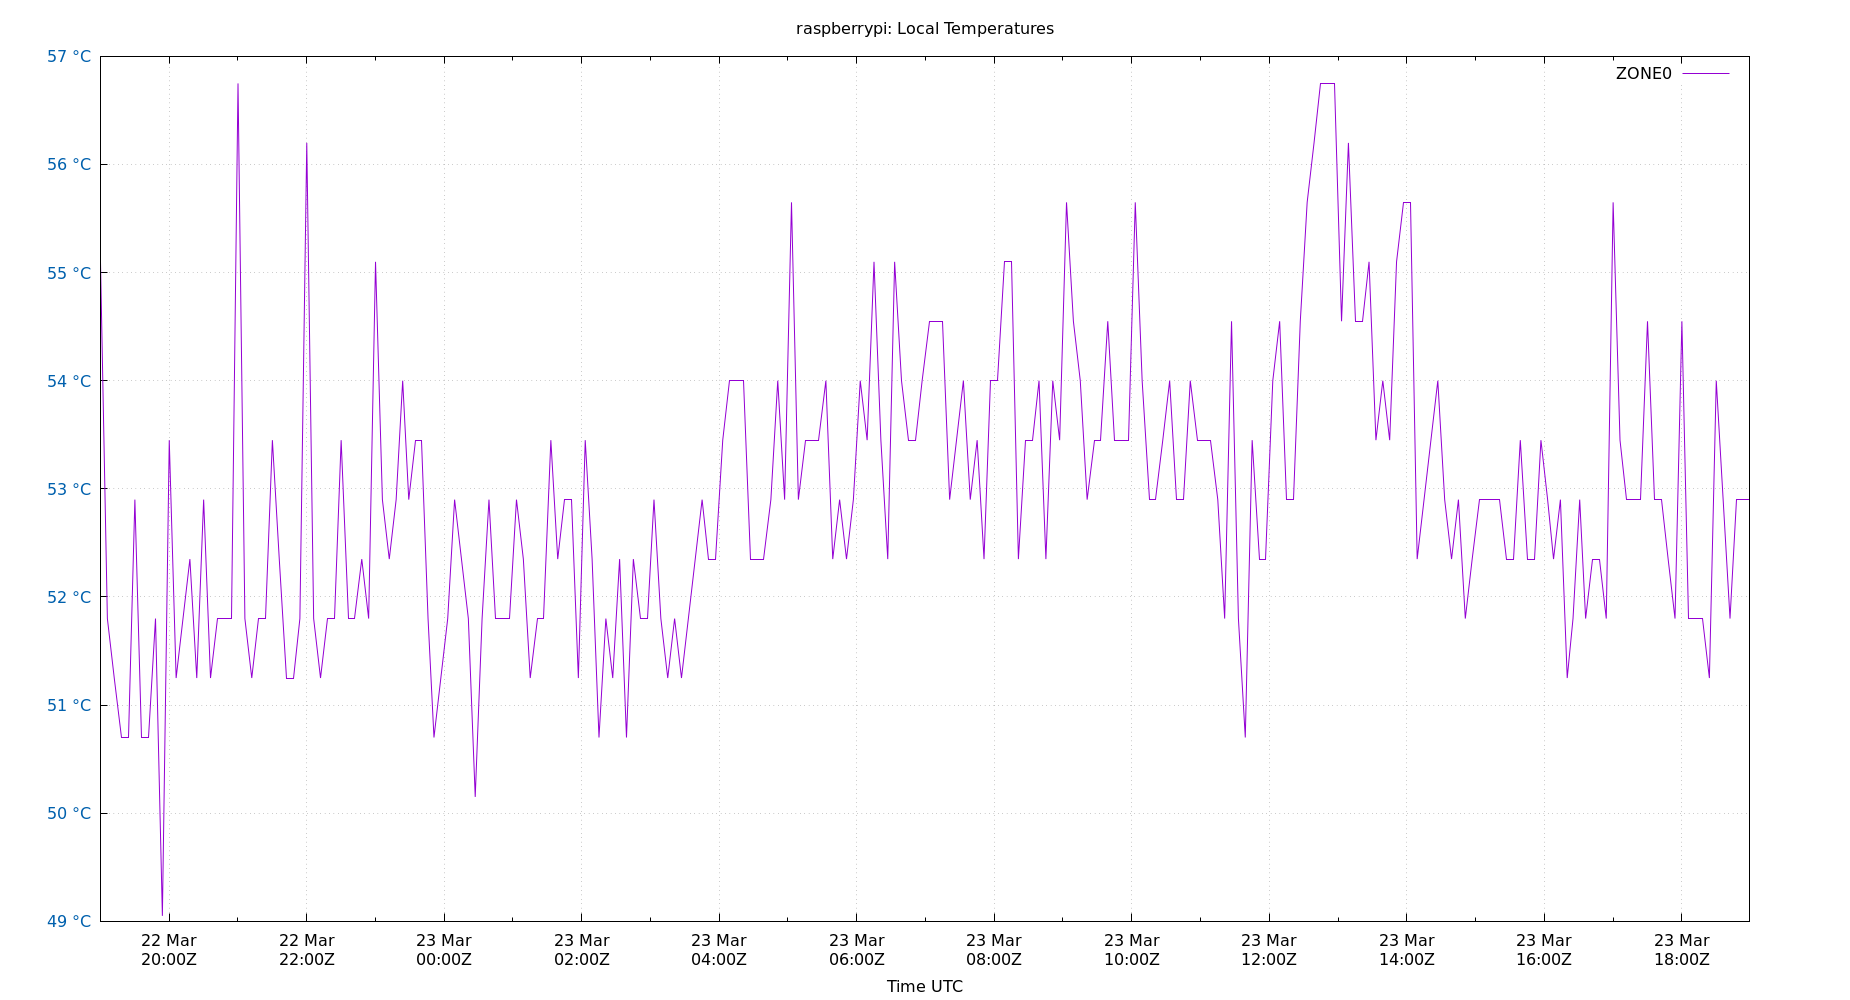 raspberrypi: Local Temperatures
57 °C
56 °C
55 °C
54 °C
53 °C
52 °C
51 °C
50 °C
49 °C
ZONE0
22 Mar
20:00Z
22 Mar
22:00Z
23 Mar
00:00Z
23 Mar
02:00Z
23 Mar
04:00Z
23 Mar
06:00Z
23 Mar
08:00Z
23 Mar
10:00Z
23 Mar
12:00Z
23 Mar
14:00Z
23 Mar
16:00Z
23 Mar
18:00Z
Time UTC